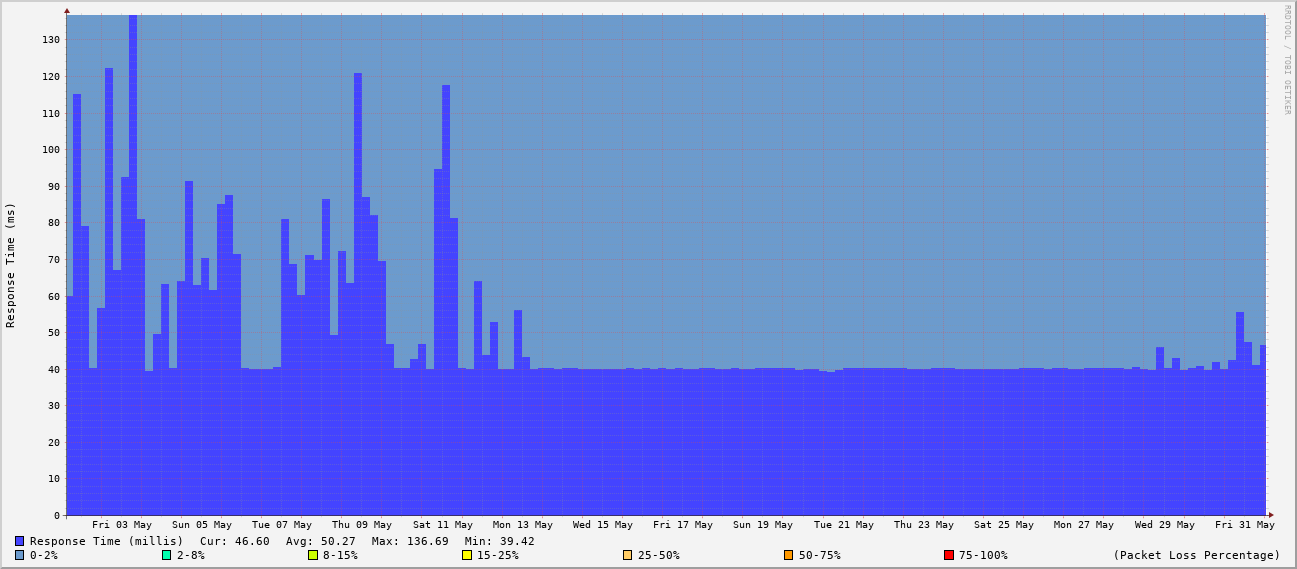 RRDTOOL / TOBI OETIKER
Response Time (ms)
130
120
110
100
90
80
70
60
50
40
30
20
10
0
Fri 03 May Sun 05 May Tue 07 May Thu 09 May Sat 11 May Mon 13 May Wed 15 May Fri 17 May Sun 19 May Tue 21 May Thu 23 May Sat 25 May Mon 27 May Wed 29 May Fri 31 May
Response Time (millis) Cur: 46.60 Avg: 50.27 Max: 136.69 Min: 39.42
0-2% 2-8% 8-15% 15-25% 25-50% 50-75% 75-100% (Packet Loss Percentage)